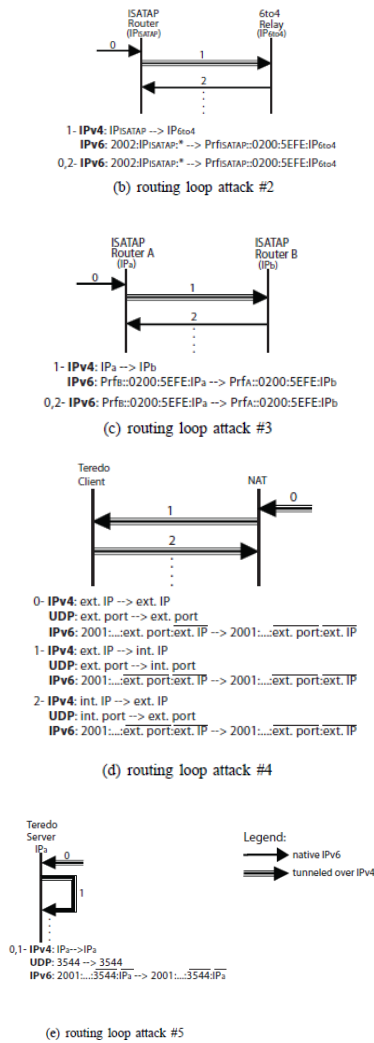 ISATAP Router (IPISATAP)
6to4 Relay (IP6to4)
0
1
2
1- IPv4: IPISATAP --> IP6to4
IPv6: 2002:IPISATAP:* --> PrfISATAP::0200:5EFE:IP6to4
0,2- IPv6: 2002:IPISATAP:* --> PrfISATAP::0200:5EFE:IP6to4
(b) routing loop attack #2
ISATAP Router A (IPa)
ISATAP Router B (IPb)
0
1
2
1- IPv4: IPa --> IPb
IPv6: PrfB::0200:5EFE:IPa --> PrfA::0200:5EFE:IPb
0,2- IPv6: PrfB::0200:5EFE:IPa --> PrfA::0200:5EFE:IPb
(c) routing loop attack #3
Teredo Client
NAT
0
1
2
0- IPv4: ext. IP --> ext. IP
UDP: ext. port --> ext. port
IPv6: 2001:...:ext. port:ext. IP --> 2001:...:ext. port:ext. IP
1- IPv4: ext. IP --> int. IP
UDP: ext. port --> int. port
IPv6: 2001:...:ext. port:ext. IP --> 2001:...:ext. port:ext. IP
2- IPv4: int. IP --> ext. IP
UDP: int. port --> ext. port
IPv6: 2001:...:ext. port:ext. IP --> 2001:...:ext. port:ext. IP
(d) routing loop attack #4
Teredo Server IPa
0
1
Legend:
native IPv6
tunneled over IPv4
0,1- IPv4: IPa-->IPa
UDP: 3544 --> 3544
IPv6: 2001:...:3544:IPa --> 2001:...:3544:IPa
(e) routing loop attack #5